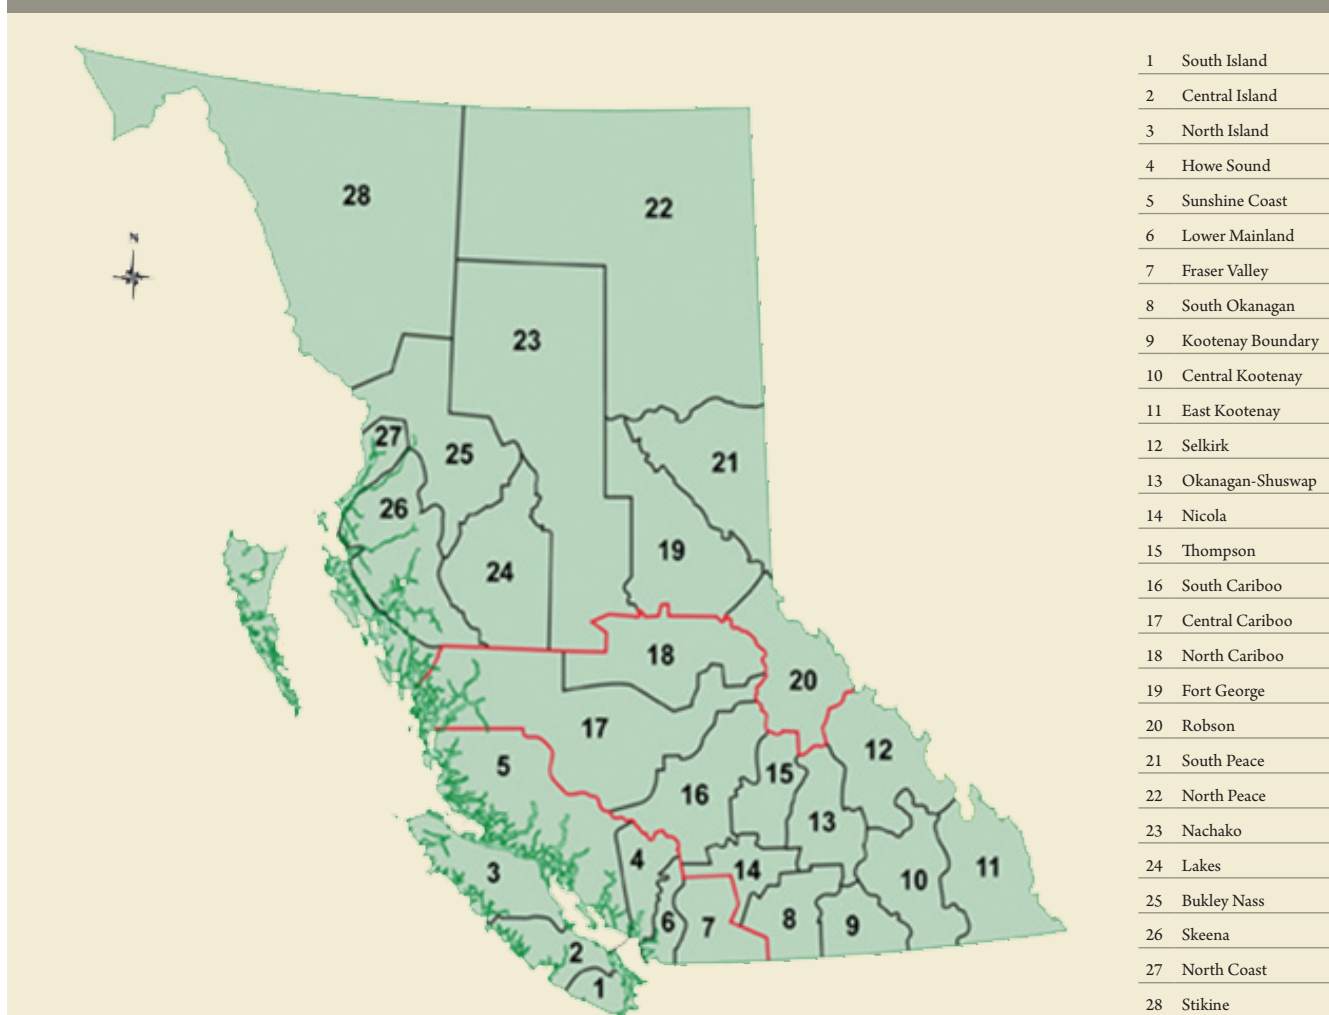 1 South Island
2 Central Island
3 North Island
4 Howe Sound
5 Sunshine Coast
6 Lower Mainland
7 Fraser Valley
8 South Okanagan
9 Kootenay Boundary
10 Central Kootenay
11 East Kootenay
12 Selkirk
13 Okanagan-Shuswap
14 Nicola
15 Thompson
16 South Cariboo
17 Central Cariboo
18 North Cariboo
19 Fort George
20 Robson
21 South Peace
22 North Peace
23 Nachako
24 Lakes
25 Bukley Nass
26 Skeena
27 North Coast
28 Stikine
28
22
N
23
27
25
21
26
19
24
18
20
17
12
5
15
16
13
4
3
14
10
11
6
7
8
9
2
1